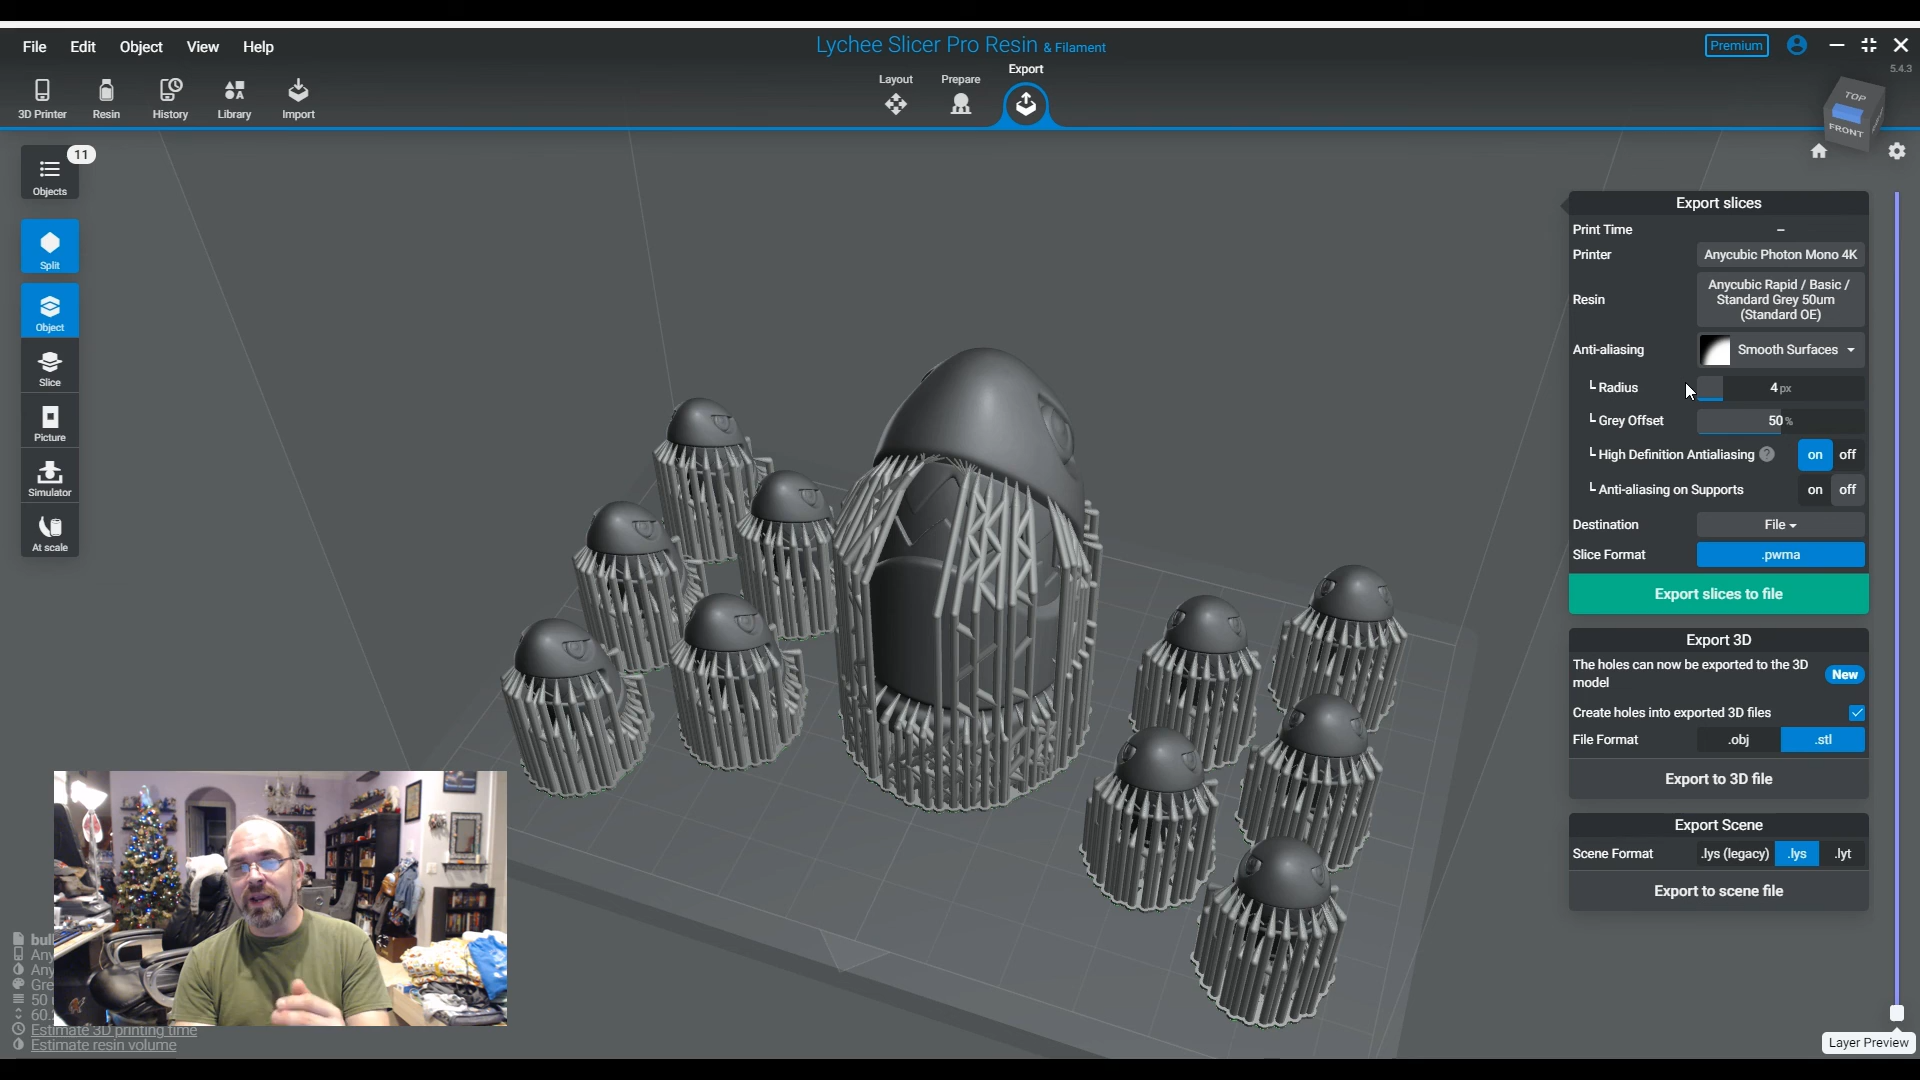 File Edit Object View Help
Lychee Slicer Pro Resin & Filament
Premium
5.4.3
3D Printer Resin History Library Import
Layout Prepare Export
TOP
FRONT
11
Objects
Split
Object
Slice
Picture
Simulator
At scale
Export slices
Print Time –
Printer Anycubic Photon Mono 4K
Resin Anycubic Rapid / Basic /
Standard Grey 50um
(Standard OE)
Anti-aliasing Smooth Surfaces
Radius 4 px
Grey Offset 50 %
High Definition Antialiasing ? on off
Anti-aliasing on Supports on off
Destination File
Slice Format .pwma
Export slices to file
Export 3D
The holes can now be exported to the 3D
model New
Create holes into exported 3D files
File Format .obj .stl
Export to 3D file
Export Scene
Scene Format .lys (legacy) .lys .lyt
Export to scene file
Layer Preview
bul
Any
Any
Gre
50
60.
Estimate 3D printing time
Estimate resin volume